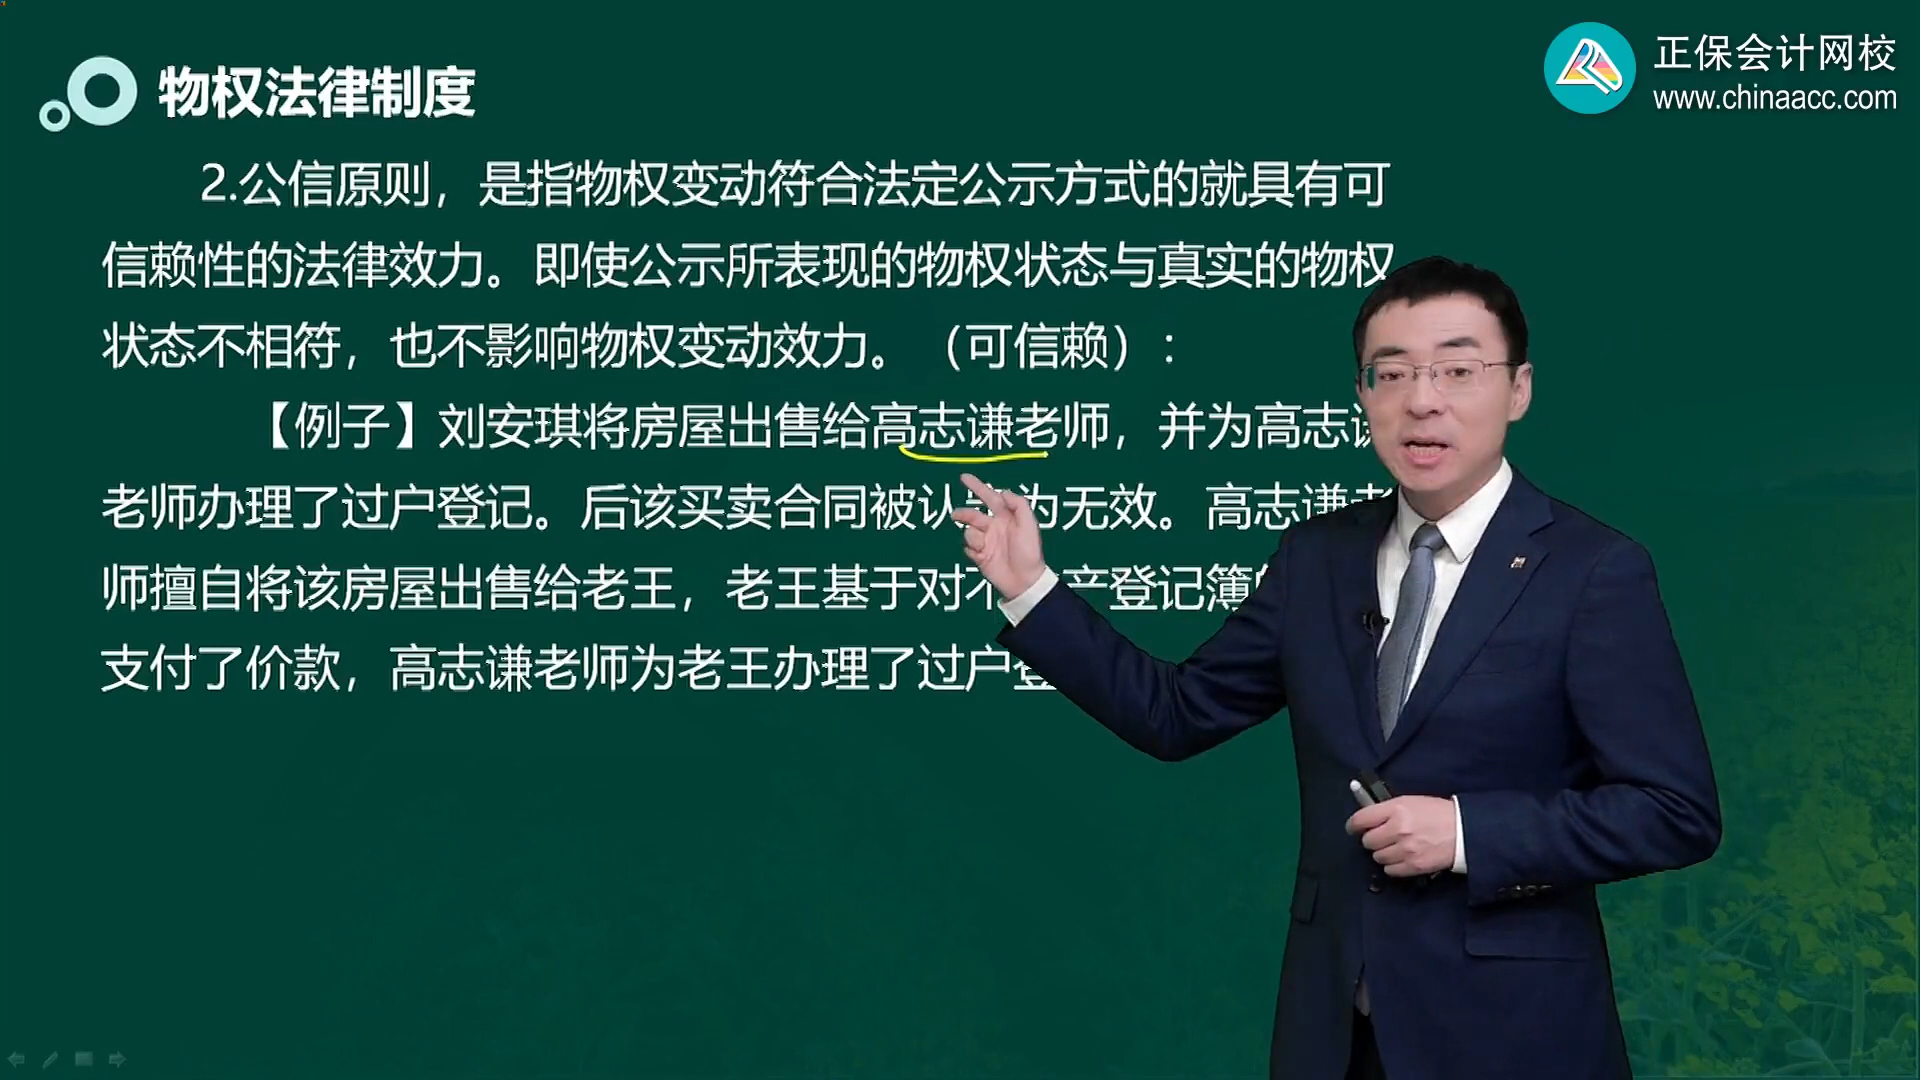 物权法律制度
正保会计网校
www.chinaacc.com
2.公信原则，是指物权变动符合法定公示方式的就具有可
信赖性的法律效力。即使公示所表现的物权状态与真实的物权
状态不相符，也不影响物权变动效力。（可信赖）：
【例子】刘安琪将房屋出售给高志谦老师，并为高志
老师办理了过户登记。后该买卖合同被认 为无效。高志谦
师擅自将该房屋出售给老王，老王基于对不 产登记簿
支付了价款，高志谦老师为老王办理了过户